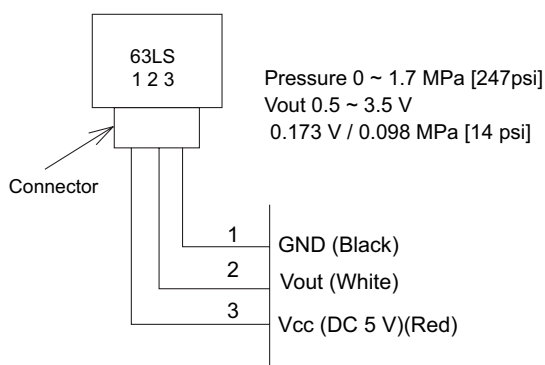 63LS
1 2 3
Pressure 0 ~ 1.7 MPa [247psi]
Vout 0.5 ~ 3.5 V
0.173 V / 0.098 MPa [14 psi]
Connector
1
GND (Black)
2
Vout (White)
3
Vcc (DC 5 V)(Red)